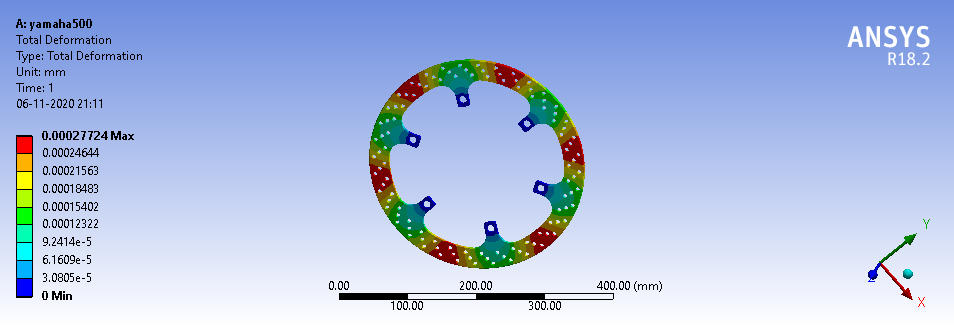 A: yamaha500
Total Deformation
Type: Total Deformation
Unit: mm
Time: 1
06-11-2020 21:11
ANSYS
R18.2
0.00027724 Max
0.00024644
0.00021563
0.00018483
0.00015402
0.00012322
9.2414e-5
6.1609e-5
3.0805e-5
0 Min
0.00 200.00 400.00 (mm)
100.00 300.00
Y
Z
X